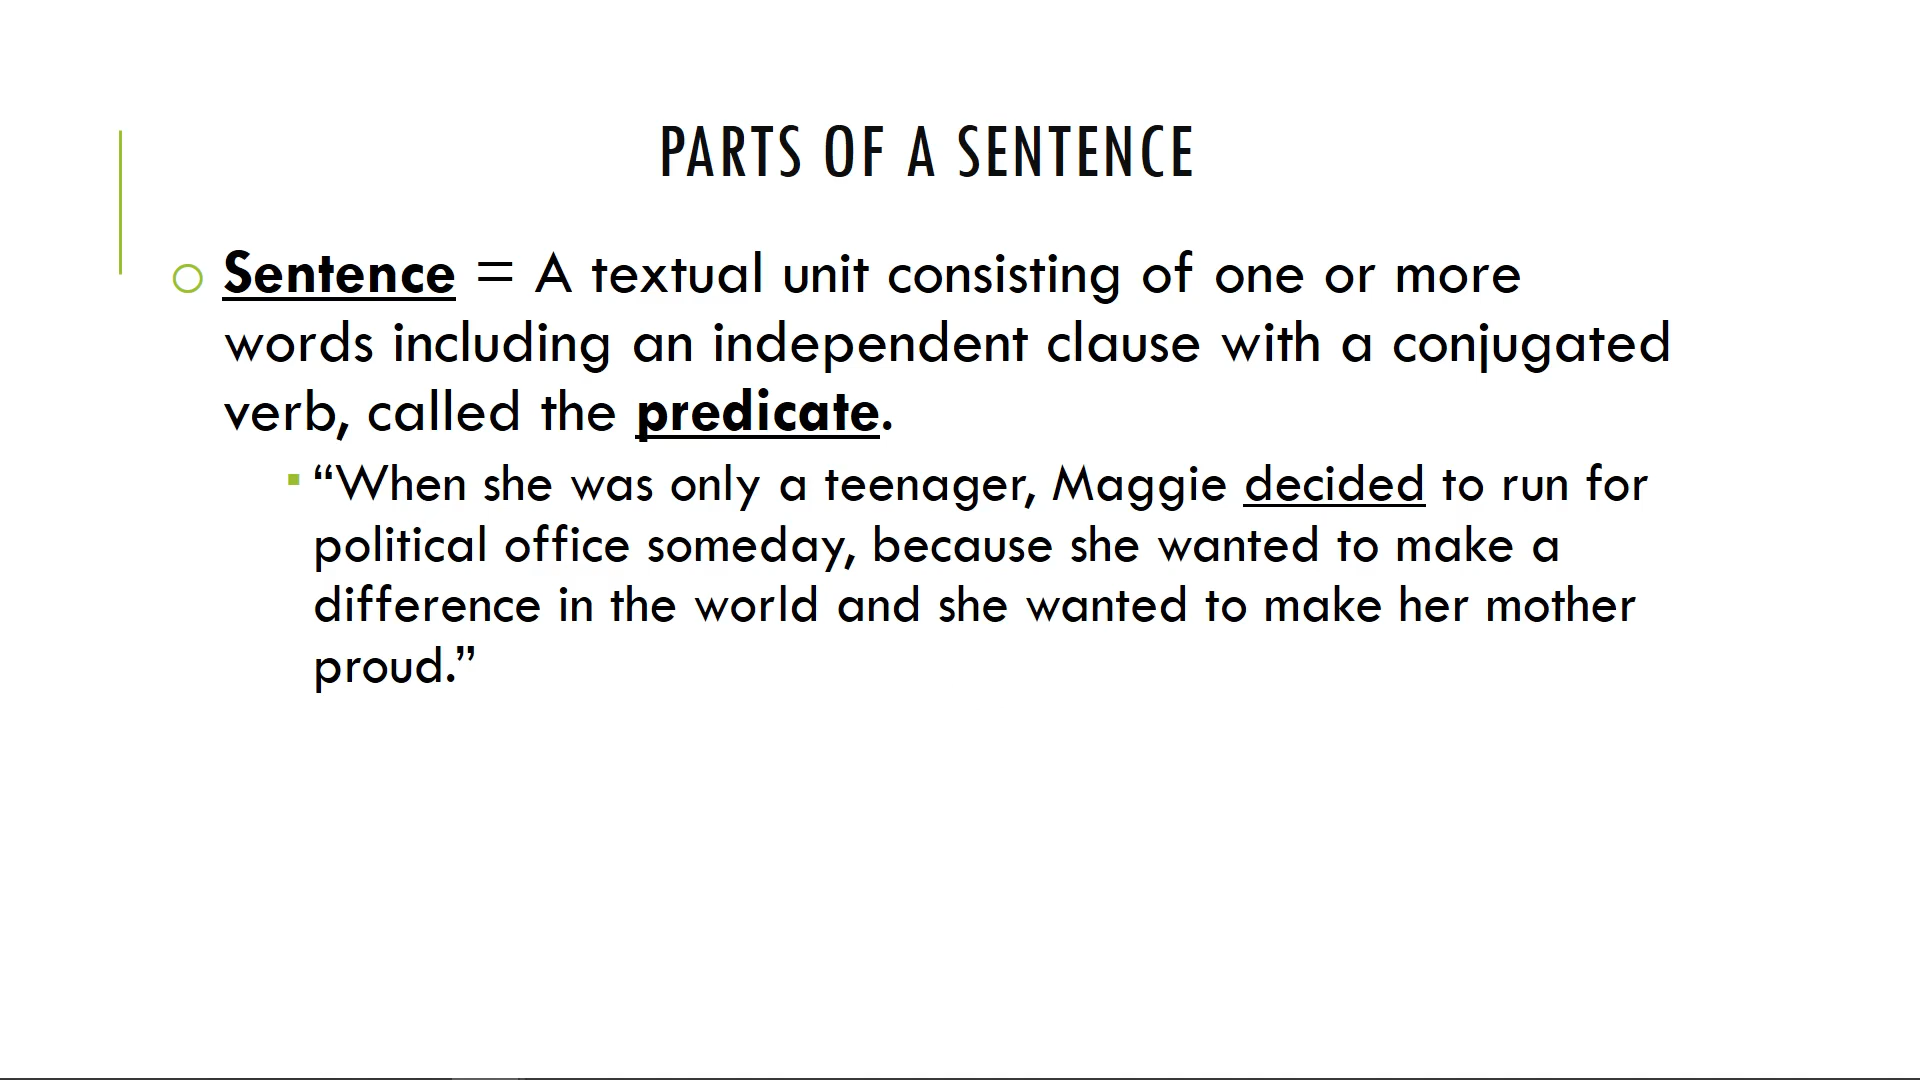 PARTS OF A SENTENCE
Sentence = A textual unit consisting of one or more
words including an independent clause with a conjugated
verb, called the predicate.
“When she was only a teenager, Maggie decided to run for
political office someday, because she wanted to make a
difference in the world and she wanted to make her mother
proud.”